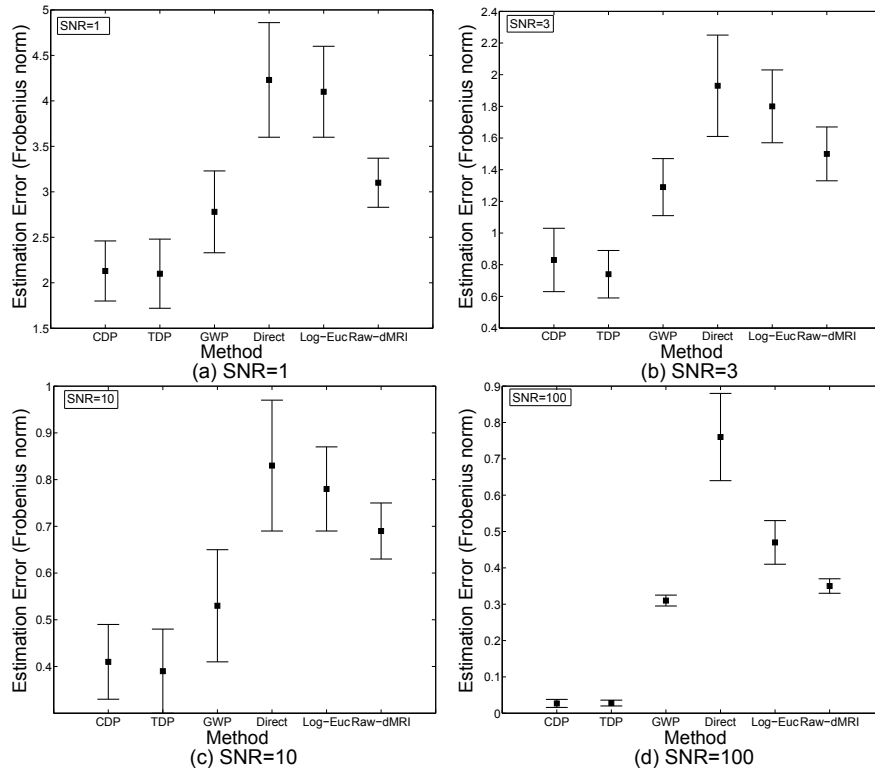 SNR=1
Estimation Error (Frobenius norm)
5
4.5
4
3.5
3
2.5
2
1.5
CDP TDP GWP Direct Log-Euc Raw-dMRI
Method
(a) SNR=1
SNR=3
Estimation Error (Frobenius norm)
2.4
2.2
2
1.8
1.6
1.4
1.2
1
0.8
0.6
0.4
CDP TDP GWP Direct Log-Euc Raw-dMRI
Method
(b) SNR=3
SNR=10
Estimation Error (Frobenius norm)
1
0.9
0.8
0.7
0.6
0.5
0.4
CDP TDP GWP Direct Log-Euc Raw-dMRI
Method
(c) SNR=10
SNR=100
Estimation Error (Frobenius norm)
0.9
0.8
0.7
0.6
0.5
0.4
0.3
0.2
0.1
0
CDP TDP GWP Direct Log-Euc Raw-dMRI
Method
(d) SNR=100